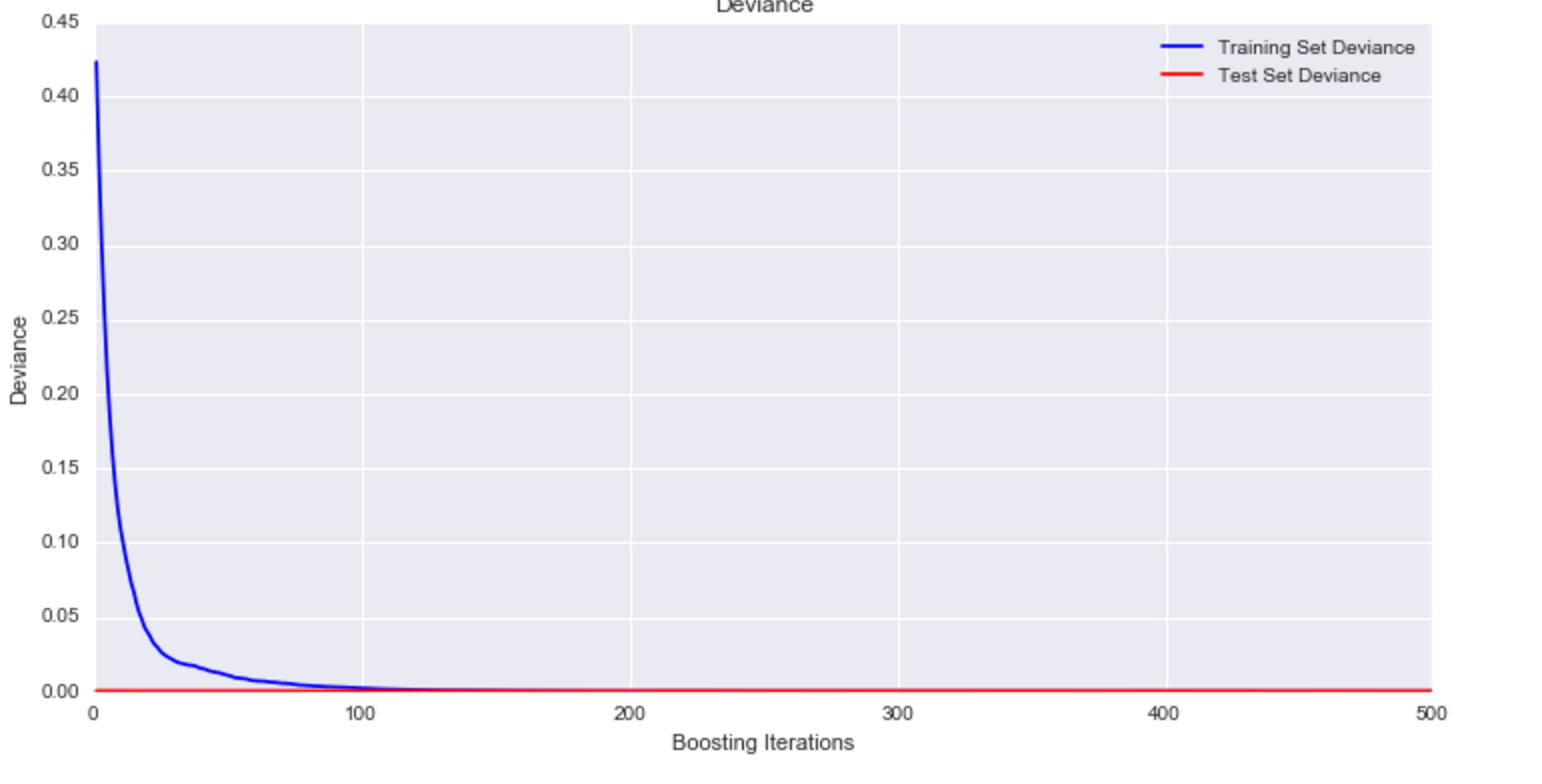 Deviance
0.45
0.40
0.35
0.30
0.25
0.20
0.15
0.10
0.05
0.00
Deviance
Training Set Deviance
Test Set Deviance
0 100 200 300 400 500
Boosting Iterations